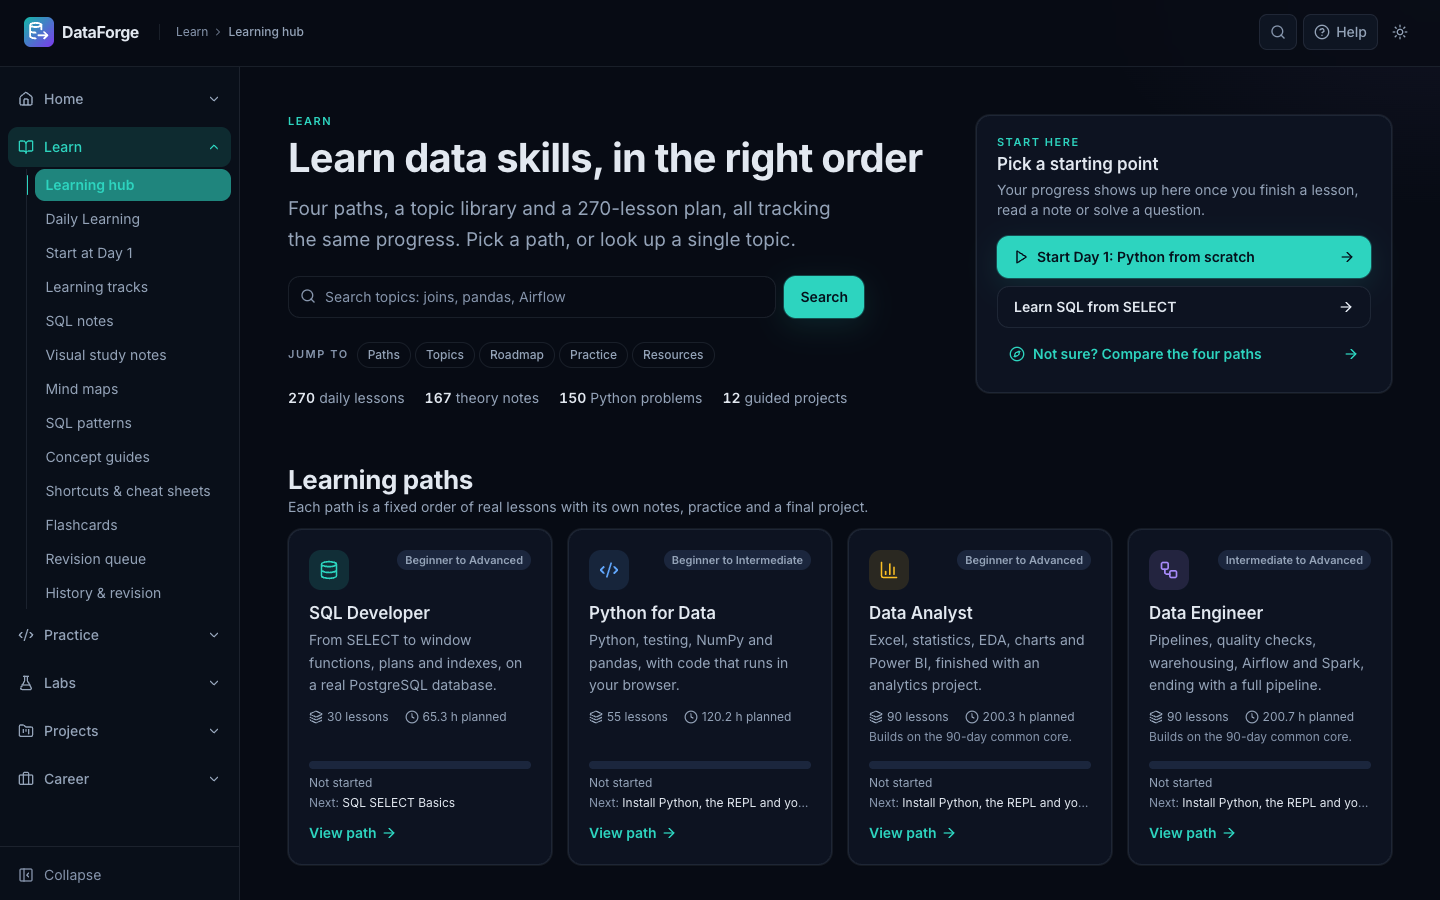 DataForge
Learn > Learning hub
Help
Home
Learn
Learning hub
Daily Learning
Start at Day 1
Learning tracks
SQL notes
Visual study notes
Mind maps
SQL patterns
Concept guides
Shortcuts & cheat sheets
Flashcards
Revision queue
History & revision
Practice
Labs
Projects
Career
Collapse
LEARN
Learn data skills, in the right order
Four paths, a topic library and a 270-lesson plan, all tracking
the same progress. Pick a path, or look up a single topic.
Search topics: joins, pandas, Airflow
Search
JUMP TO Paths Topics Roadmap Practice Resources
270 daily lessons 167 theory notes 150 Python problems 12 guided projects
START HERE
Pick a starting point
Your progress shows up here once you finish a lesson,
read a note or solve a question.
Start Day 1: Python from scratch
Learn SQL from SELECT
Not sure? Compare the four paths
Learning paths
Each path is a fixed order of real lessons with its own notes, practice and a final project.
Beginner to Advanced
SQL Developer
From SELECT to window
functions, plans and indexes, on
a real PostgreSQL database.
30 lessons 65.3 h planned
Not started
Next: SQL SELECT Basics
View path
Beginner to Intermediate
Python for Data
Python, testing, NumPy and
pandas, with code that runs in
your browser.
55 lessons 120.2 h planned
Not started
Next: Install Python, the REPL and yo...
View path
Beginner to Advanced
Data Analyst
Excel, statistics, EDA, charts and
Power BI, finished with an
analytics project.
90 lessons 200.3 h planned
Builds on the 90-day common core.
Not started
Next: Install Python, the REPL and yo...
View path
Intermediate to Advanced
Data Engineer
Pipelines, quality checks,
warehousing, Airflow and Spark,
ending with a full pipeline.
90 lessons 200.7 h planned
Builds on the 90-day common core.
Not started
Next: Install Python, the REPL and yo...
View path